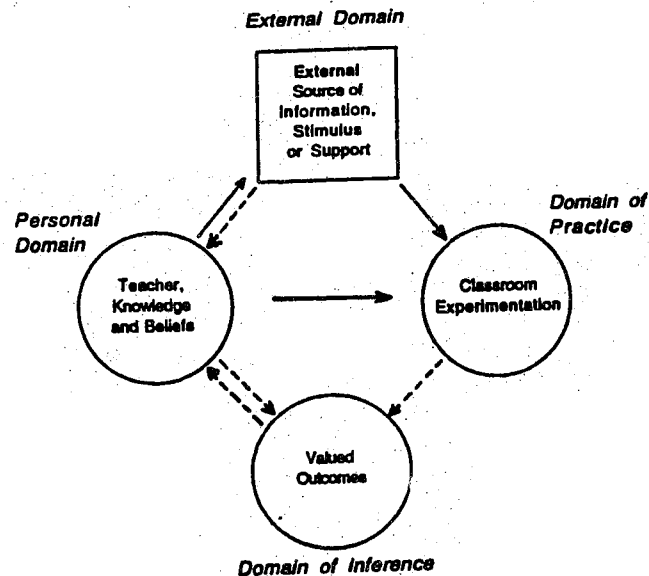 External Domain
External
Source of
Information,
Stimulus
or Support
Personal
Domain
Domain of
Practice
Teacher,
Knowledge
and Beliefs
Classroom
Experimentation
Valued
Outcomes
Domain of Inference